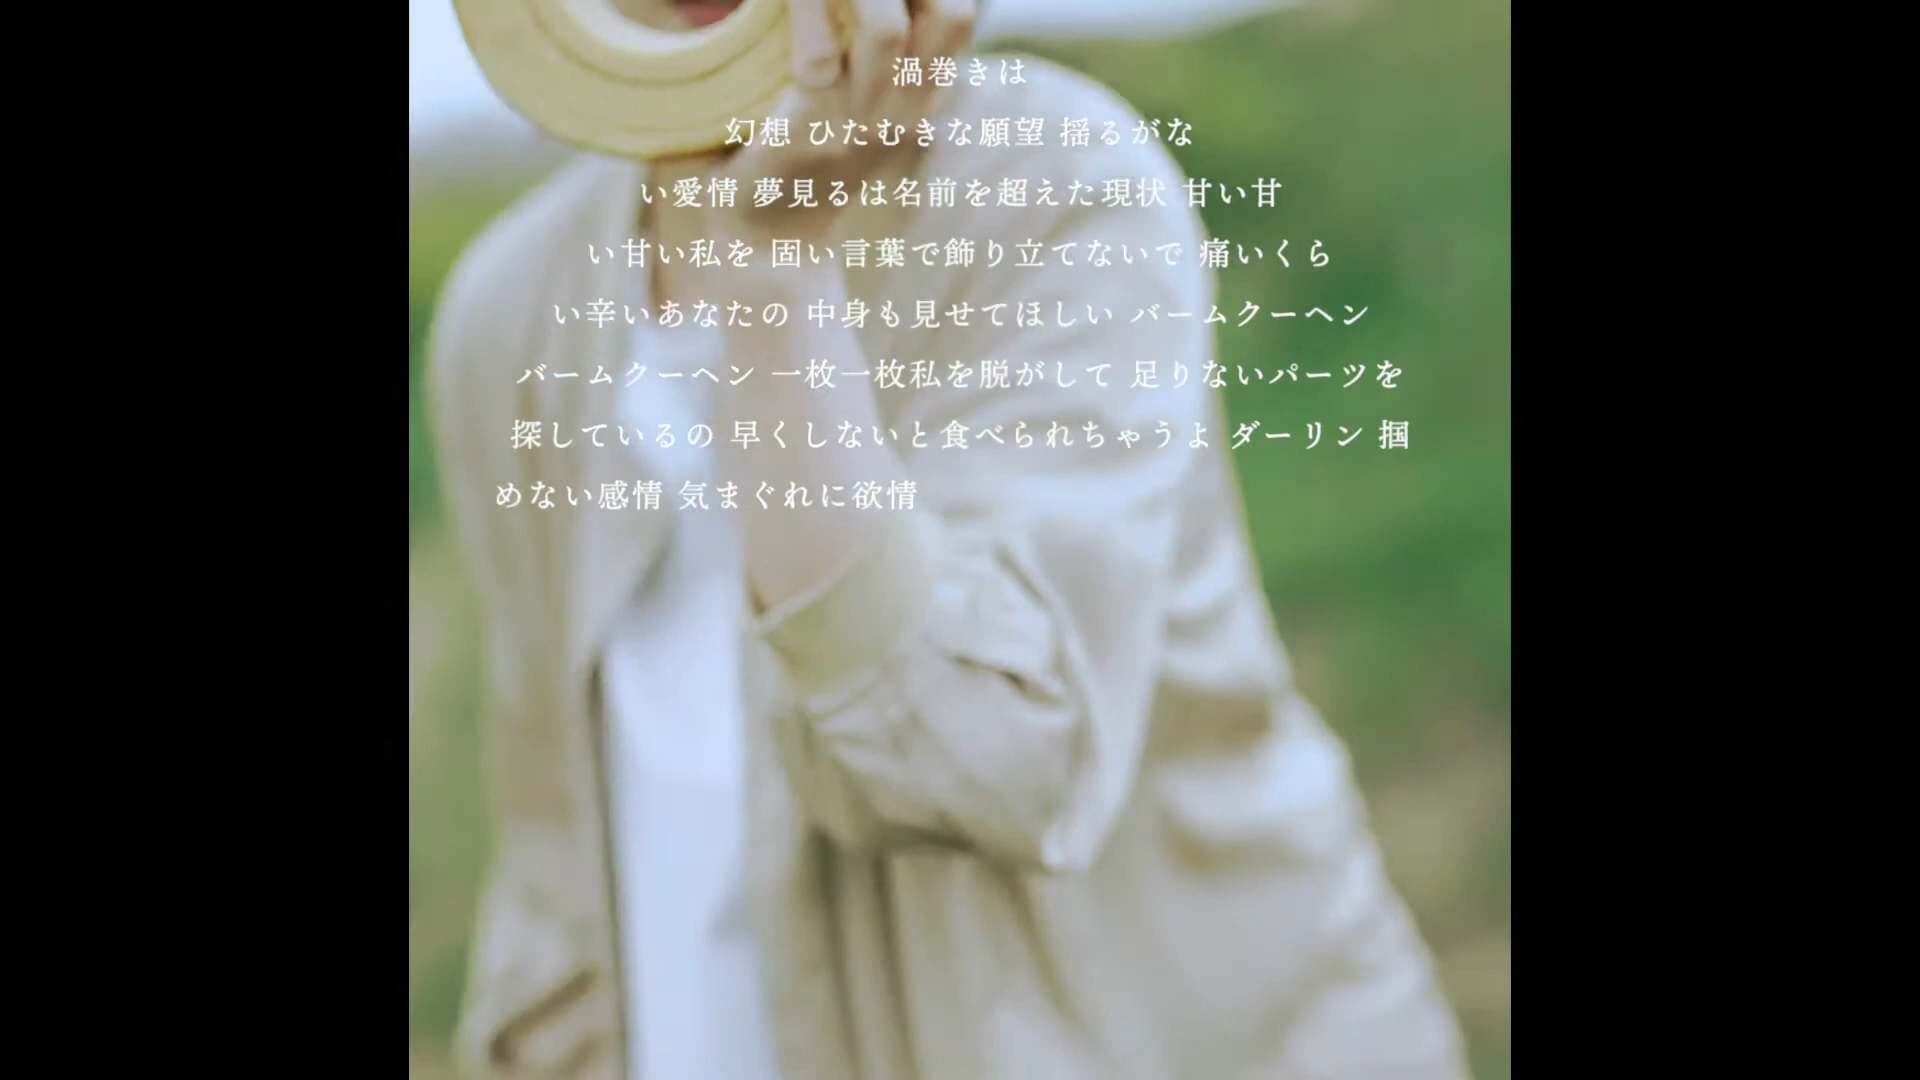 渦巻きは
幻想 ひたむきな願望 揺るがな
い愛情 夢見るは名前を超えた現状 甘い甘
い甘い私を 固い言葉で飾り立てないで 痛いくら
い辛いあなたの 中身も見せてほしい バームクーヘン
バームクーヘン 一枚一枚私を脱がして 足りないパーツを
探しているの 早くしないと食べられちゃうよ ダーリン 掴
めない感情 気まぐれに欲情